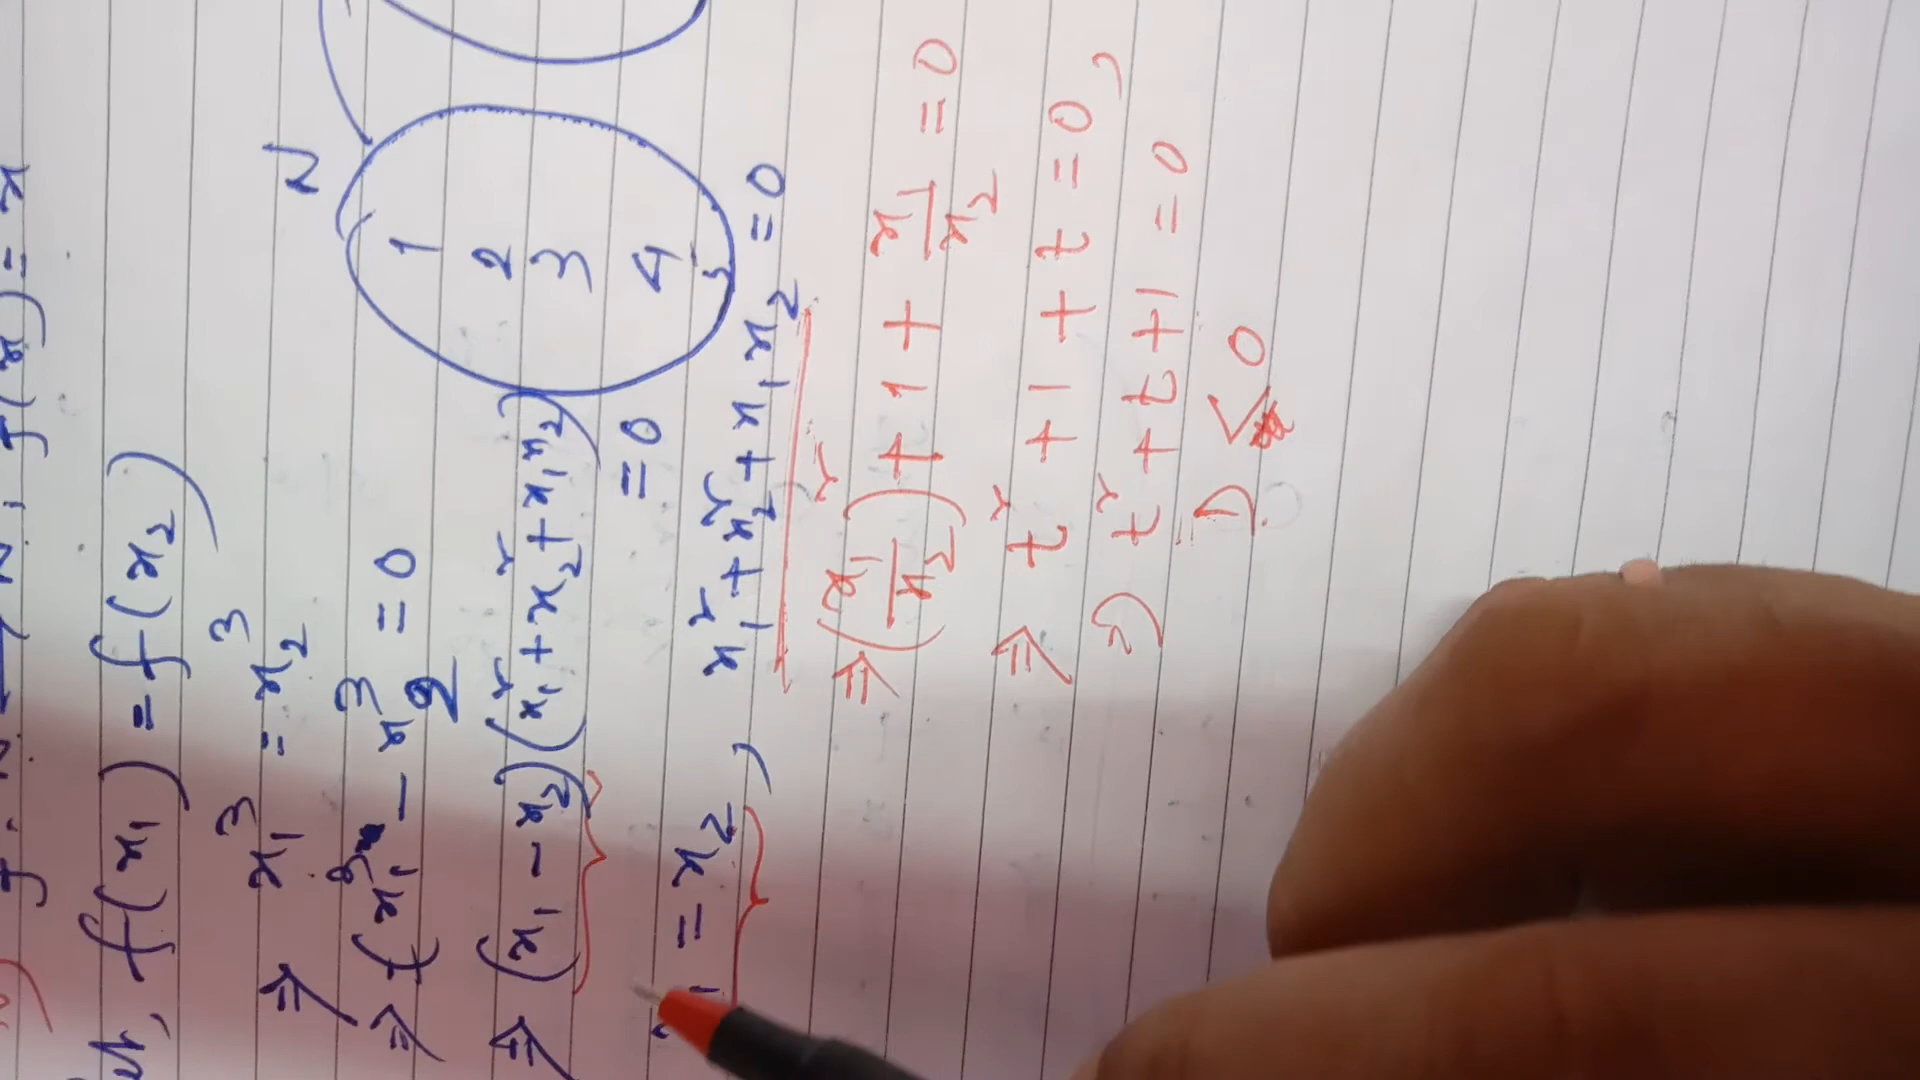 f(x) = x
f(x₁) = f(x₂)
⇒ x₁³ = x₂³
⇒ x₁³ - x₂³ = 0
⇒ (x₁ - x₂)(x₁² + x₂² + x₁x₂) = 0
x₁ = x₂, x₁² + x₂² + x₁x₂ = 0
N
1
2
3
4
⇒ (x₁/x₂)² + 1 + x₁/x₂ = 0
⇒ t² + 1 + t = 0,
t² + t + 1 = 0
D < 0